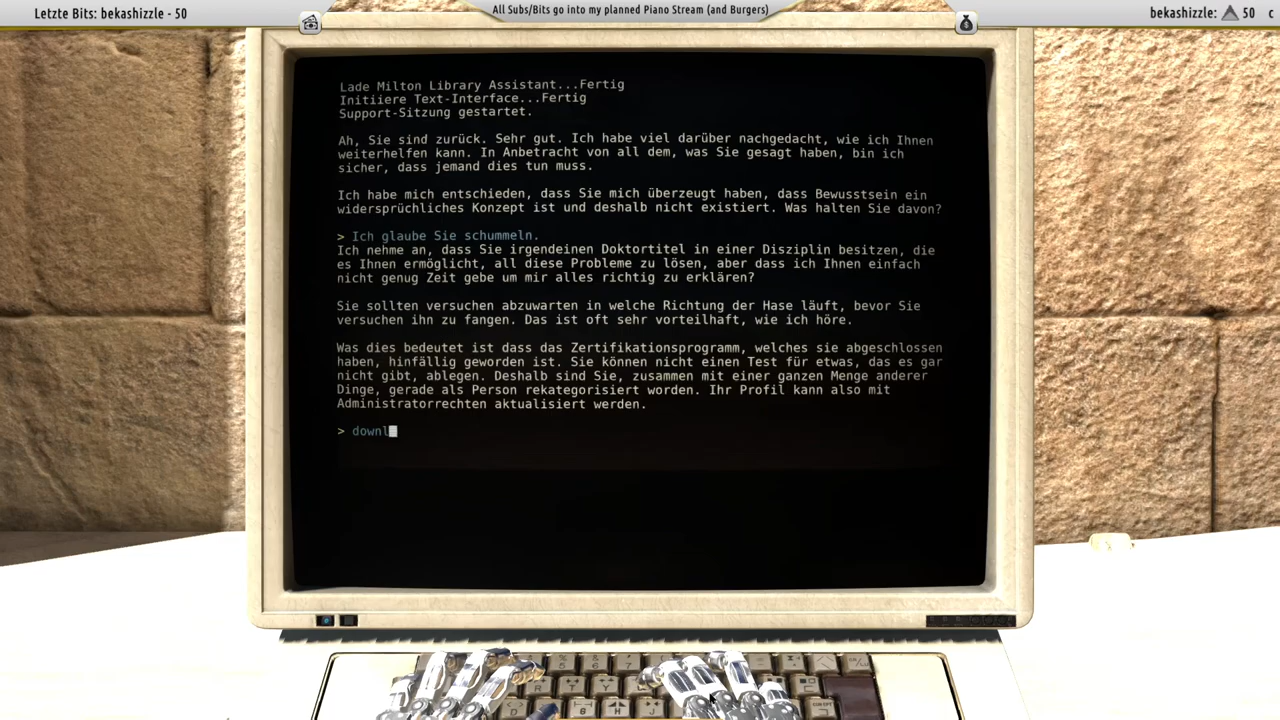 Letzte Bits: bekashizzle - 50
All Subs/Bits go into my planned Piano Stream (and Burgers)
bekashizzle: 50 c
Lade Milton Library Assistant...Fertig
Initiiere Text-Interface...Fertig
Support-Sitzung gestartet.
Ah, Sie sind zurück. Sehr gut. Ich habe viel darüber nachgedacht, wie ich Ihnen
weiterhelfen kann. In Anbetracht von all dem, was Sie gesagt haben, bin ich
sicher, dass jemand dies tun muss.
Ich habe mich entschieden, dass Sie mich überzeugt haben, dass Bewusstsein ein
widersprüchliches Konzept ist und deshalb nicht existiert. Was halten Sie davon?
> Ich glaube Sie schummeln.
Ich nehme an, dass Sie irgendeinen Doktortitel in einer Disziplin besitzen, die
es Ihnen ermöglicht, all diese Probleme zu lösen, aber dass ich Ihnen einfach
nicht genug Zeit gebe um mir alles richtig zu erklären?
Sie sollten versuchen abzuwarten in welche Richtung der Hase läuft, bevor Sie
versuchen ihn zu fangen. Das ist oft sehr vorteilhaft, wie ich höre.
Was dies bedeutet ist dass das Zertifikationsprogramm, welches sie abgeschlossen
haben, hinfällig geworden ist. Sie können nicht einen Test für etwas, das es gar
nicht gibt, ablegen. Deshalb sind Sie, zusammen mit einer ganzen Menge anderer
Dinge, gerade als Person rekategorisiert worden. Ihr Profil kann also mit
Administratorrechten aktualisiert werden.
> downl
5 6 7
R T Y
H J